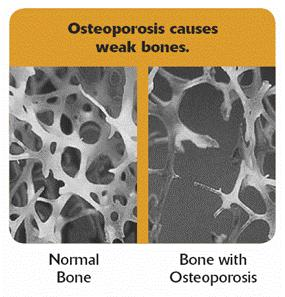 Osteoporosis causes
weak bones.
Normal
Bone
Bone with
Osteoporosis